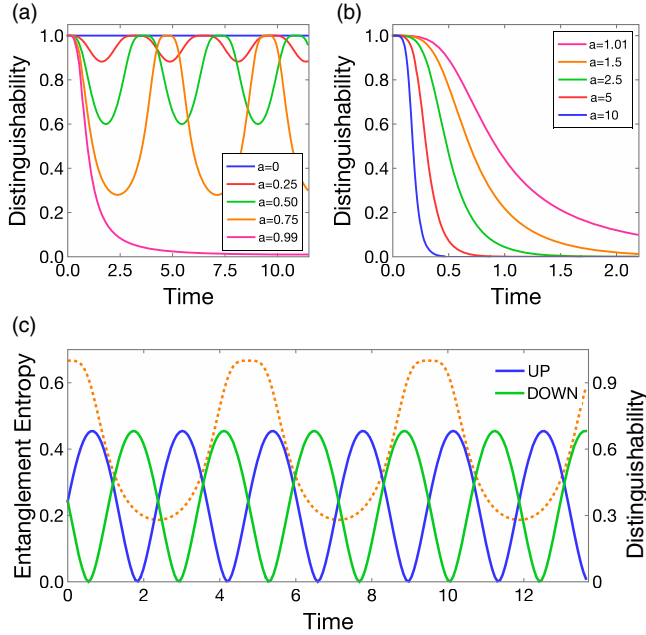 (a)
Distinguishability
1.0
0.8
0.6
0.4
0.2
0.0
a=0
a=0.25
a=0.50
a=0.75
a=0.99
0.0 2.5 5.0 7.5 10.0
Time
(b)
Distinguishability
1.0
0.8
0.6
0.4
0.2
0.0
a=1.01
a=1.5
a=2.5
a=5
a=10
0.0 0.5 1.0 1.5 2.0
Time
(c)
Entanglement Entropy
0.6
0.4
0.2
0.0
UP
DOWN
0.9
0.6
0.3
0
Distinguishability
0 2 4 6 8 10 12
Time